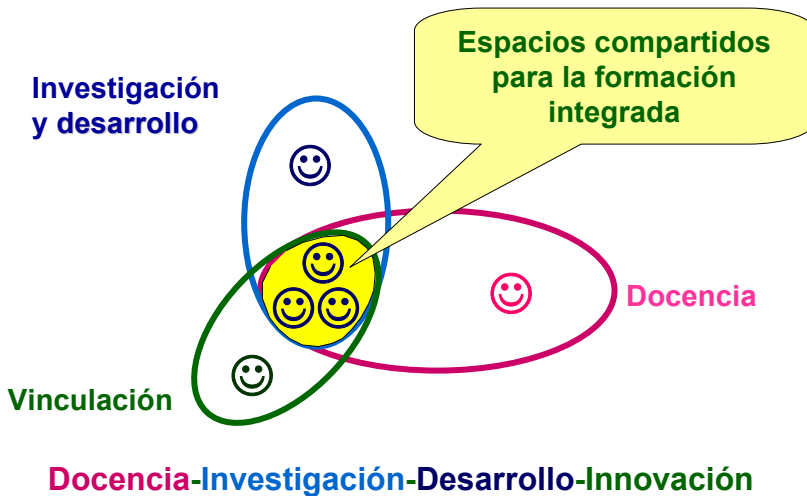 Espacios compartidos
para la formación
integrada
Investigación
y desarrollo
Docencia
Vinculación
Docencia-Investigación-Desarrollo-Innovación